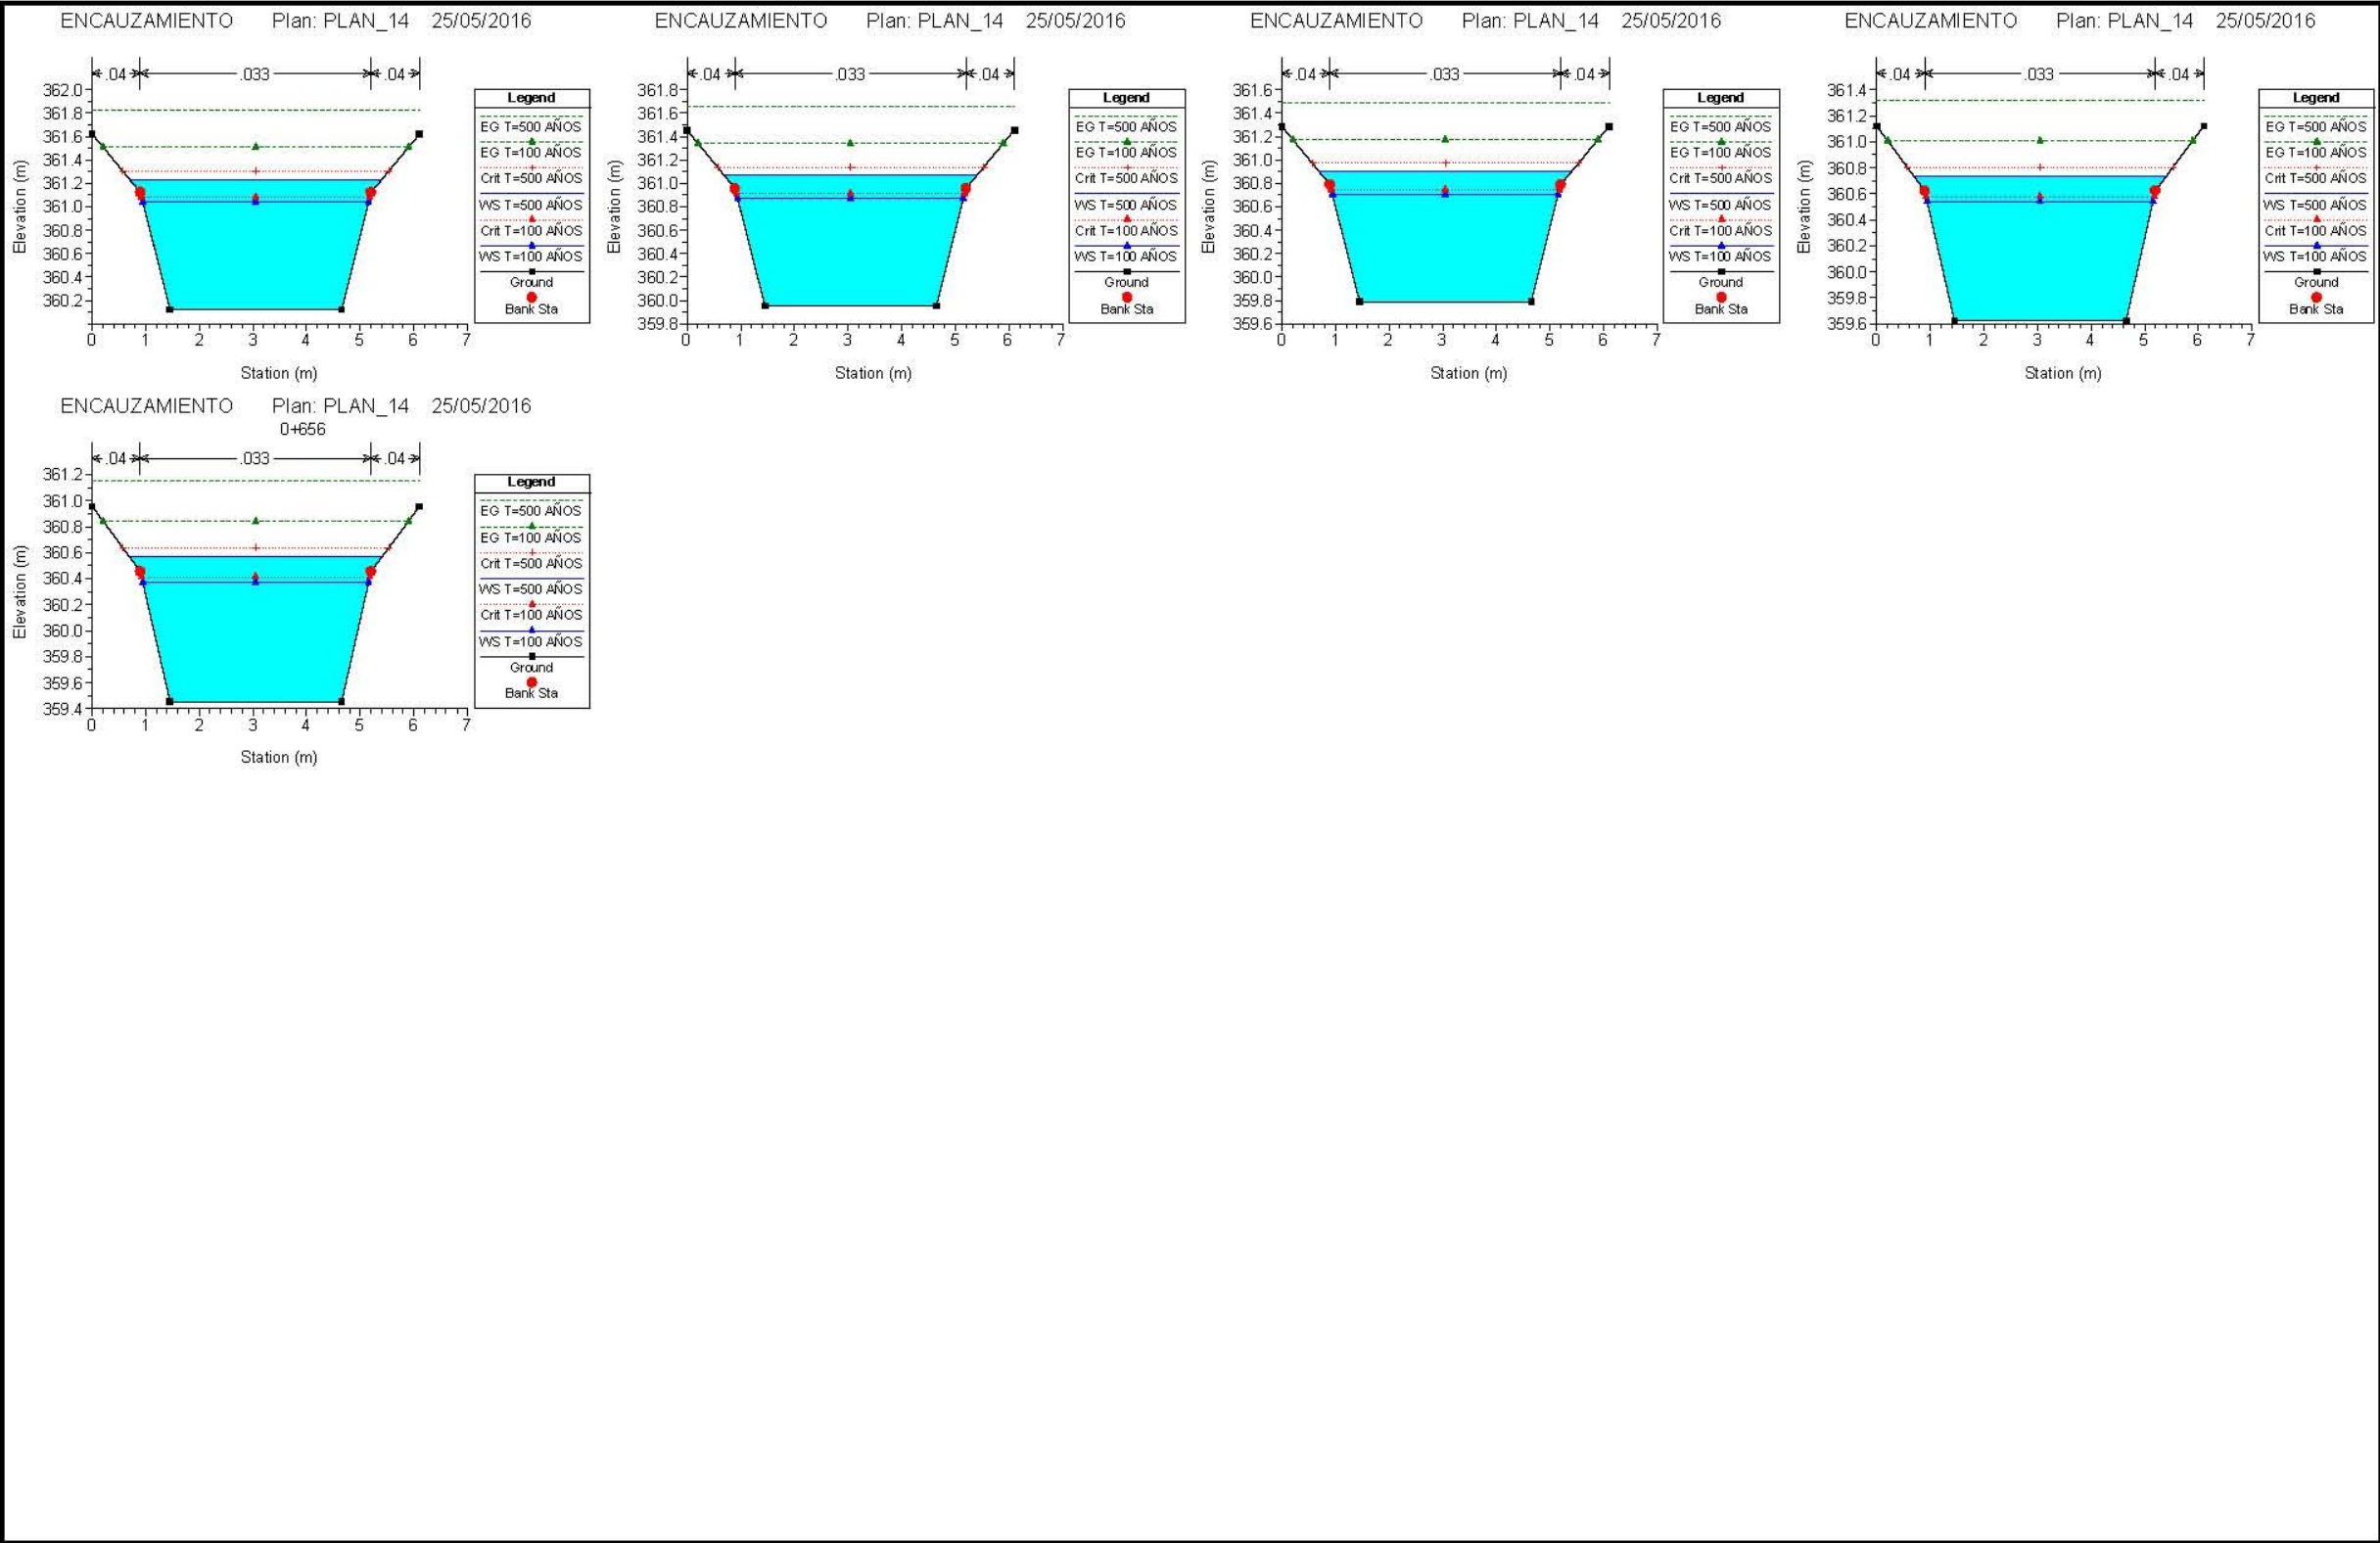 ENCAUZAMIENTO Plan: PLAN_14 25/05/2016
.04 .033 .04
362.0
361.8
361.6
361.4
361.2
361.0
360.8
360.6
360.4
360.2
Elevation (m)
0 1 2 3 4 5 6 7
Station (m)
Legend
EG T=500 AÑOS
EG T=100 AÑOS
Crit T=500 AÑOS
WS T=500 AÑOS
Crit T=100 AÑOS
WS T=100 AÑOS
Ground
Bank Sta
ENCAUZAMIENTO Plan: PLAN_14 25/05/2016
.04 .033 .04
361.8
361.6
361.4
361.2
361.0
360.8
360.6
360.4
360.2
360.0
359.8
Elevation (m)
0 1 2 3 4 5 6 7
Station (m)
Legend
EG T=500 AÑOS
EG T=100 AÑOS
Crit T=500 AÑOS
WS T=500 AÑOS
Crit T=100 AÑOS
WS T=100 AÑOS
Ground
Bank Sta
ENCAUZAMIENTO Plan: PLAN_14 25/05/2016
.04 .033 .04
361.6
361.4
361.2
361.0
360.8
360.6
360.4
360.2
360.0
359.8
359.6
Elevation (m)
0 1 2 3 4 5 6 7
Station (m)
Legend
EG T=500 AÑOS
EG T=100 AÑOS
Crit T=500 AÑOS
WS T=500 AÑOS
Crit T=100 AÑOS
WS T=100 AÑOS
Ground
Bank Sta
ENCAUZAMIENTO Plan: PLAN_14 25/05/2016
.04 .033 .04
361.4
361.2
361.0
360.8
360.6
360.4
360.2
360.0
359.8
359.6
Elevation (m)
0 1 2 3 4 5 6 7
Station (m)
Legend
EG T=500 AÑOS
EG T=100 AÑOS
Crit T=500 AÑOS
WS T=500 AÑOS
Crit T=100 AÑOS
WS T=100 AÑOS
Ground
Bank Sta
ENCAUZAMIENTO Plan: PLAN_14 25/05/2016
0+656
.04 .033 .04
361.2
361.0
360.8
360.6
360.4
360.2
360.0
359.8
359.6
359.4
Elevation (m)
0 1 2 3 4 5 6 7
Station (m)
Legend
EG T=500 AÑOS
EG T=100 AÑOS
Crit T=500 AÑOS
WS T=500 AÑOS
Crit T=100 AÑOS
WS T=100 AÑOS
Ground
Bank Sta